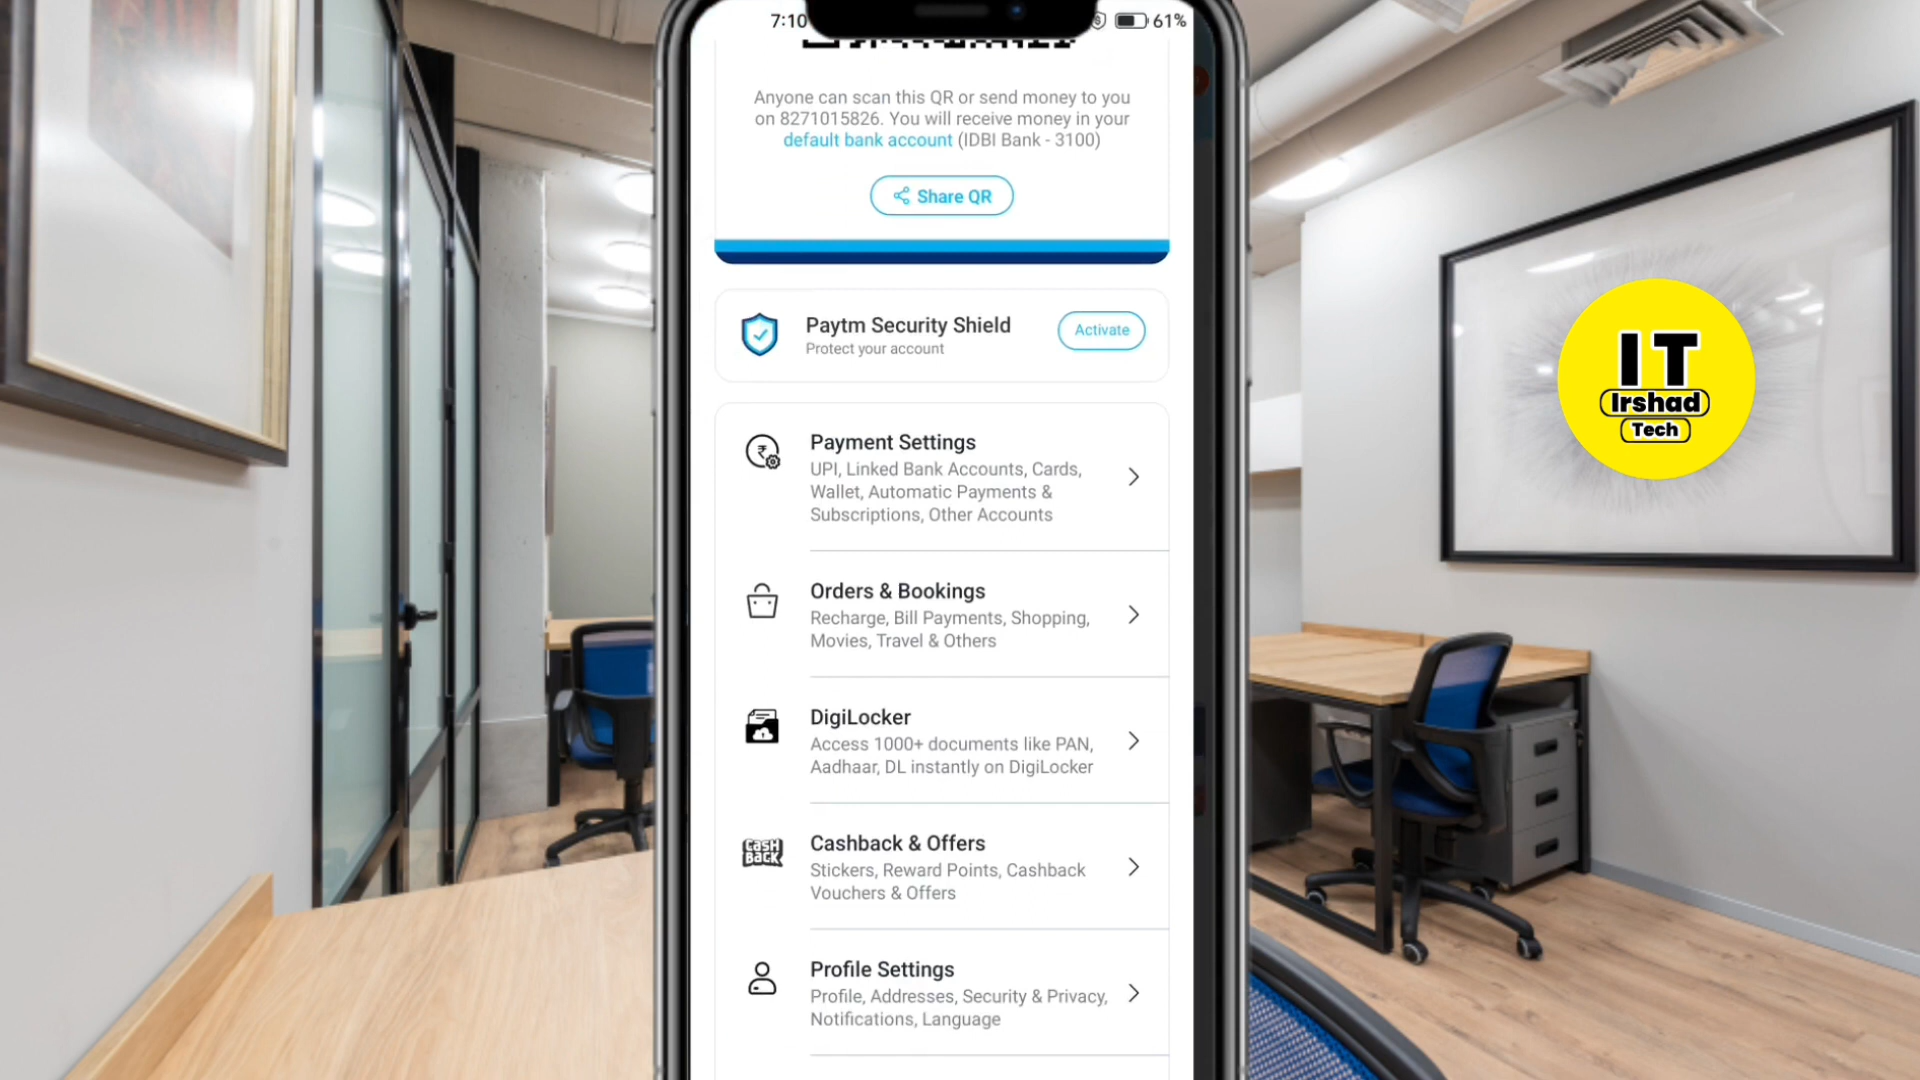 7:10
61%
Anyone can scan this QR or send money to you
on 8271015826. You will receive money in your
default bank account (IDBI Bank - 3100)
Share QR
Paytm Security Shield
Protect your account
Activate
Payment Settings
UPI, Linked Bank Accounts, Cards,
Wallet, Automatic Payments &
Subscriptions, Other Accounts
Orders & Bookings
Recharge, Bill Payments, Shopping,
Movies, Travel & Others
DigiLocker
Access 1000+ documents like PAN,
Aadhaar, DL instantly on DigiLocker
CASH
BACK
Cashback & Offers
Stickers, Reward Points, Cashback
Vouchers & Offers
Profile Settings
Profile, Addresses, Security & Privacy,
Notifications, Language
IT
Irshad
Tech